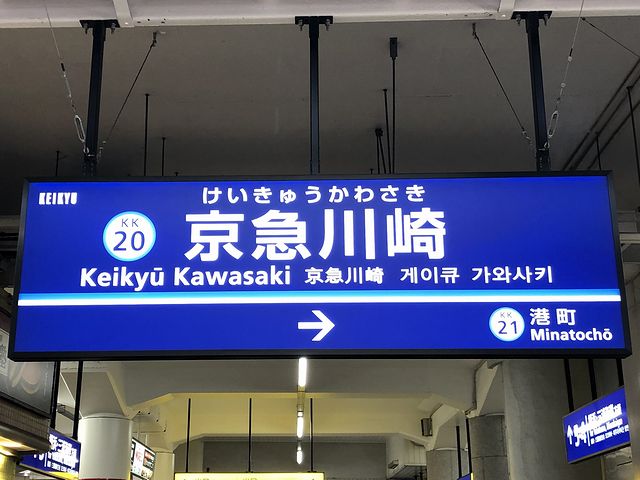 KEIKYU
けいきゅうかわさき
KK
20
京急川崎
Keikyū Kawasaki 京急川崎 게이큐 가와사키
→
KK
21
港町
Minatochō